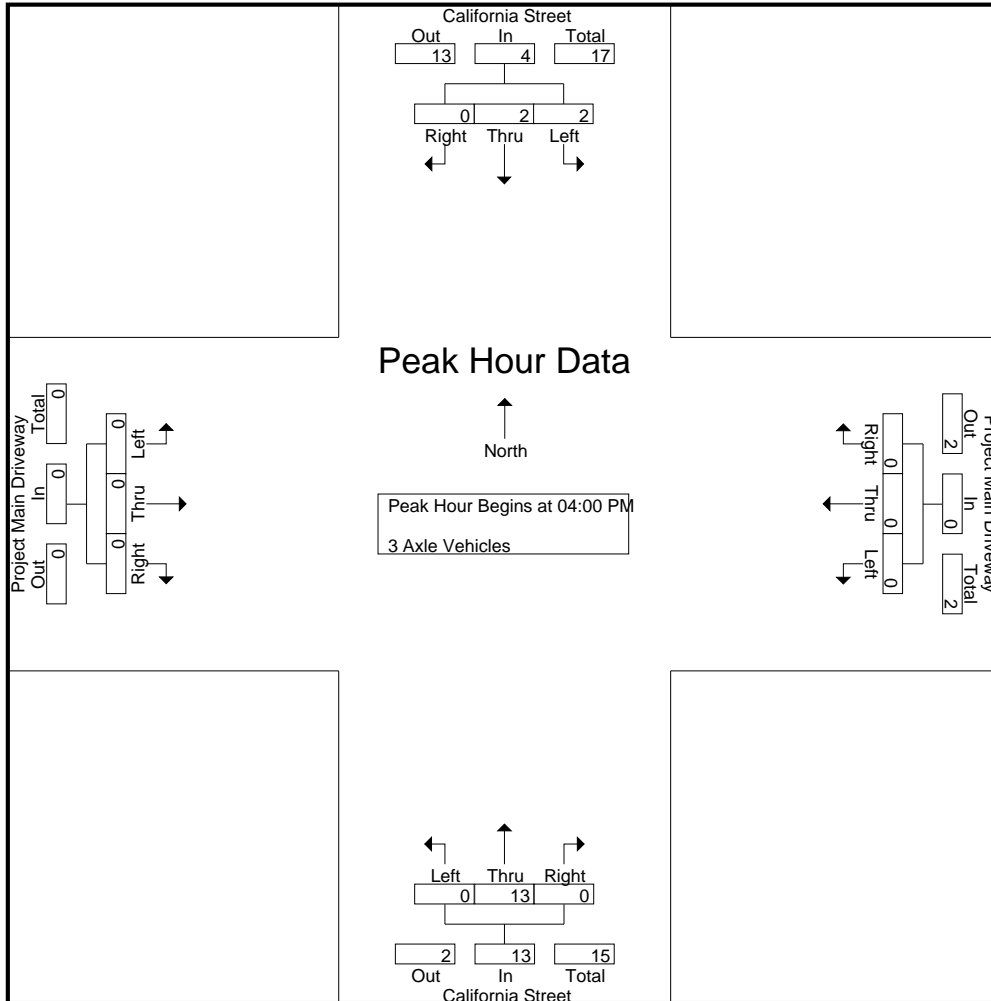 California Street
Out In Total
13 4 17
0 2 2
Right Thru Left
Peak Hour Data
North
Peak Hour Begins at 04:00 PM
3 Axle Vehicles
Project Main Driveway
Out In Total
0 0 0
Right Thru Left
0 0 0
Project Main Driveway
Out In Total
2 0 2
Right Thru Left
0 0 0
Left Thru Right
0 13 0
2 13 15
Out In Total
California Street